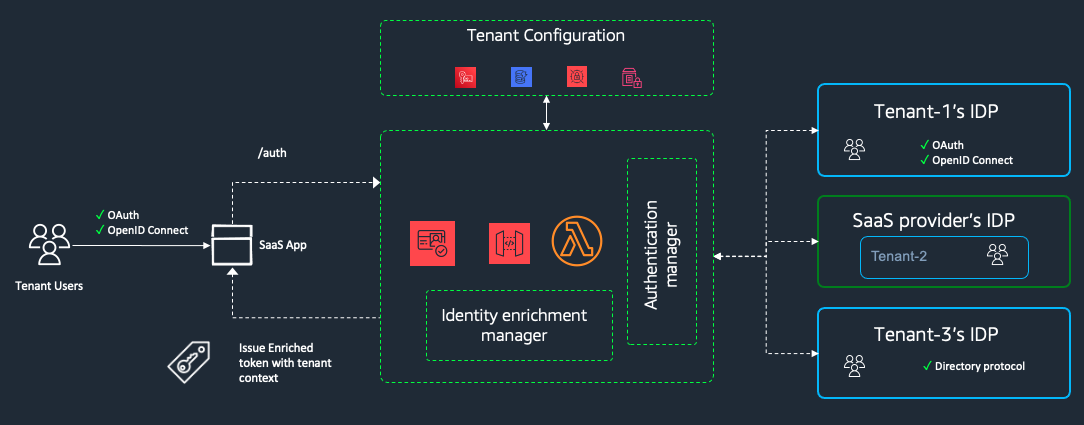 Tenant Configuration
/auth
✓ OAuth
✓ OpenID Connect
SaaS App
Tenant Users
Issue Enriched
token with tenant
context
Identity enrichment
manager
Authentication
manager
Tenant-1's IDP
✓ OAuth
✓ OpenID Connect
SaaS provider's IDP
Tenant-2
Tenant-3's IDP
✓ Directory protocol